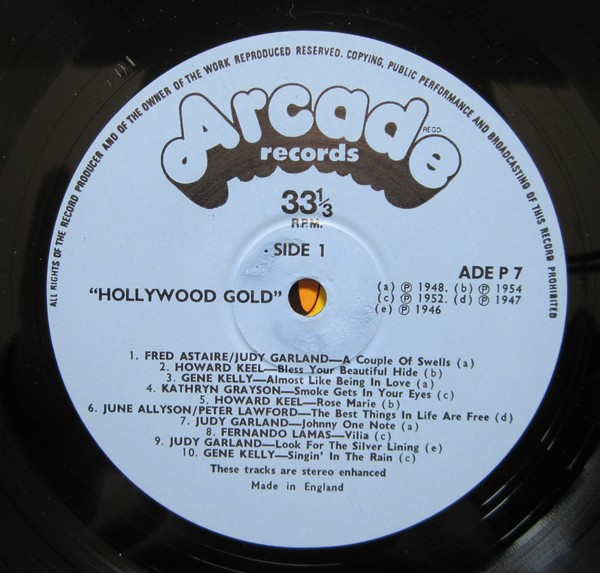 ALL RIGHTS OF THE RECORD PRODUCER AND OF THE OWNER OF THE WORK REPRODUCED RESERVED. COPYING, PUBLIC PERFORMANCE AND BROADCASTING OF THIS RECORD PROHIBITED
Arcade
REGD.
records
33⅓
R.P.M.
· SIDE 1
ADE P 7
"HOLLYWOOD GOLD"
(a) ℗ 1948. (b) ℗ 1954
(c) ℗ 1952. (d) ℗ 1947
(e) ℗ 1946
1. FRED ASTAIRE/JUDY GARLAND—A Couple Of Swells (a)
2. HOWARD KEEL—Bless Your Beautiful Hide (b)
3. GENE KELLY—Almost Like Being In Love (a)
4. KATHRYN GRAYSON—Smoke Gets In Your Eyes (c)
5. HOWARD KEEL—Rose Marie (b)
6. JUNE ALLYSON/PETER LAWFORD—The Best Things In Life Are Free (d)
7. JUDY GARLAND—Johnny One Note (a)
8. FERNANDO LAMAS—Vilia (c)
9. JUDY GARLAND—Look For The Silver Lining (e)
10. GENE KELLY—Singin' In The Rain (c)
These tracks are stereo enhanced
Made in England